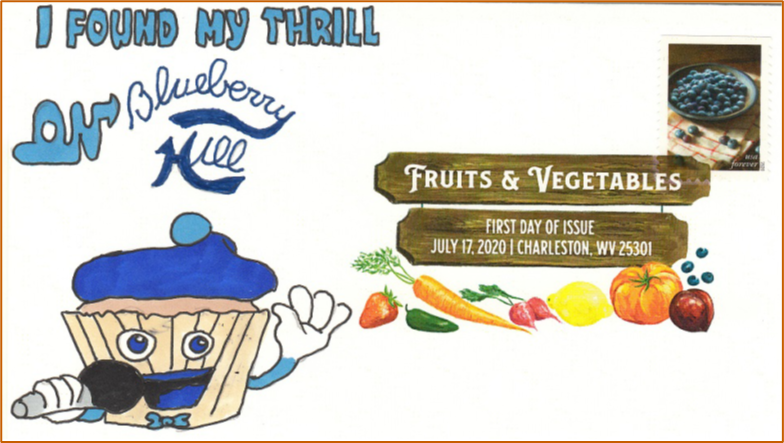 I FOUND MY THRILL
on
Blueberry
Hill
USA
forever
FRUITS & VEGETABLES
FIRST DAY OF ISSUE
JULY 17, 2020 | CHARLESTON, WV 25301